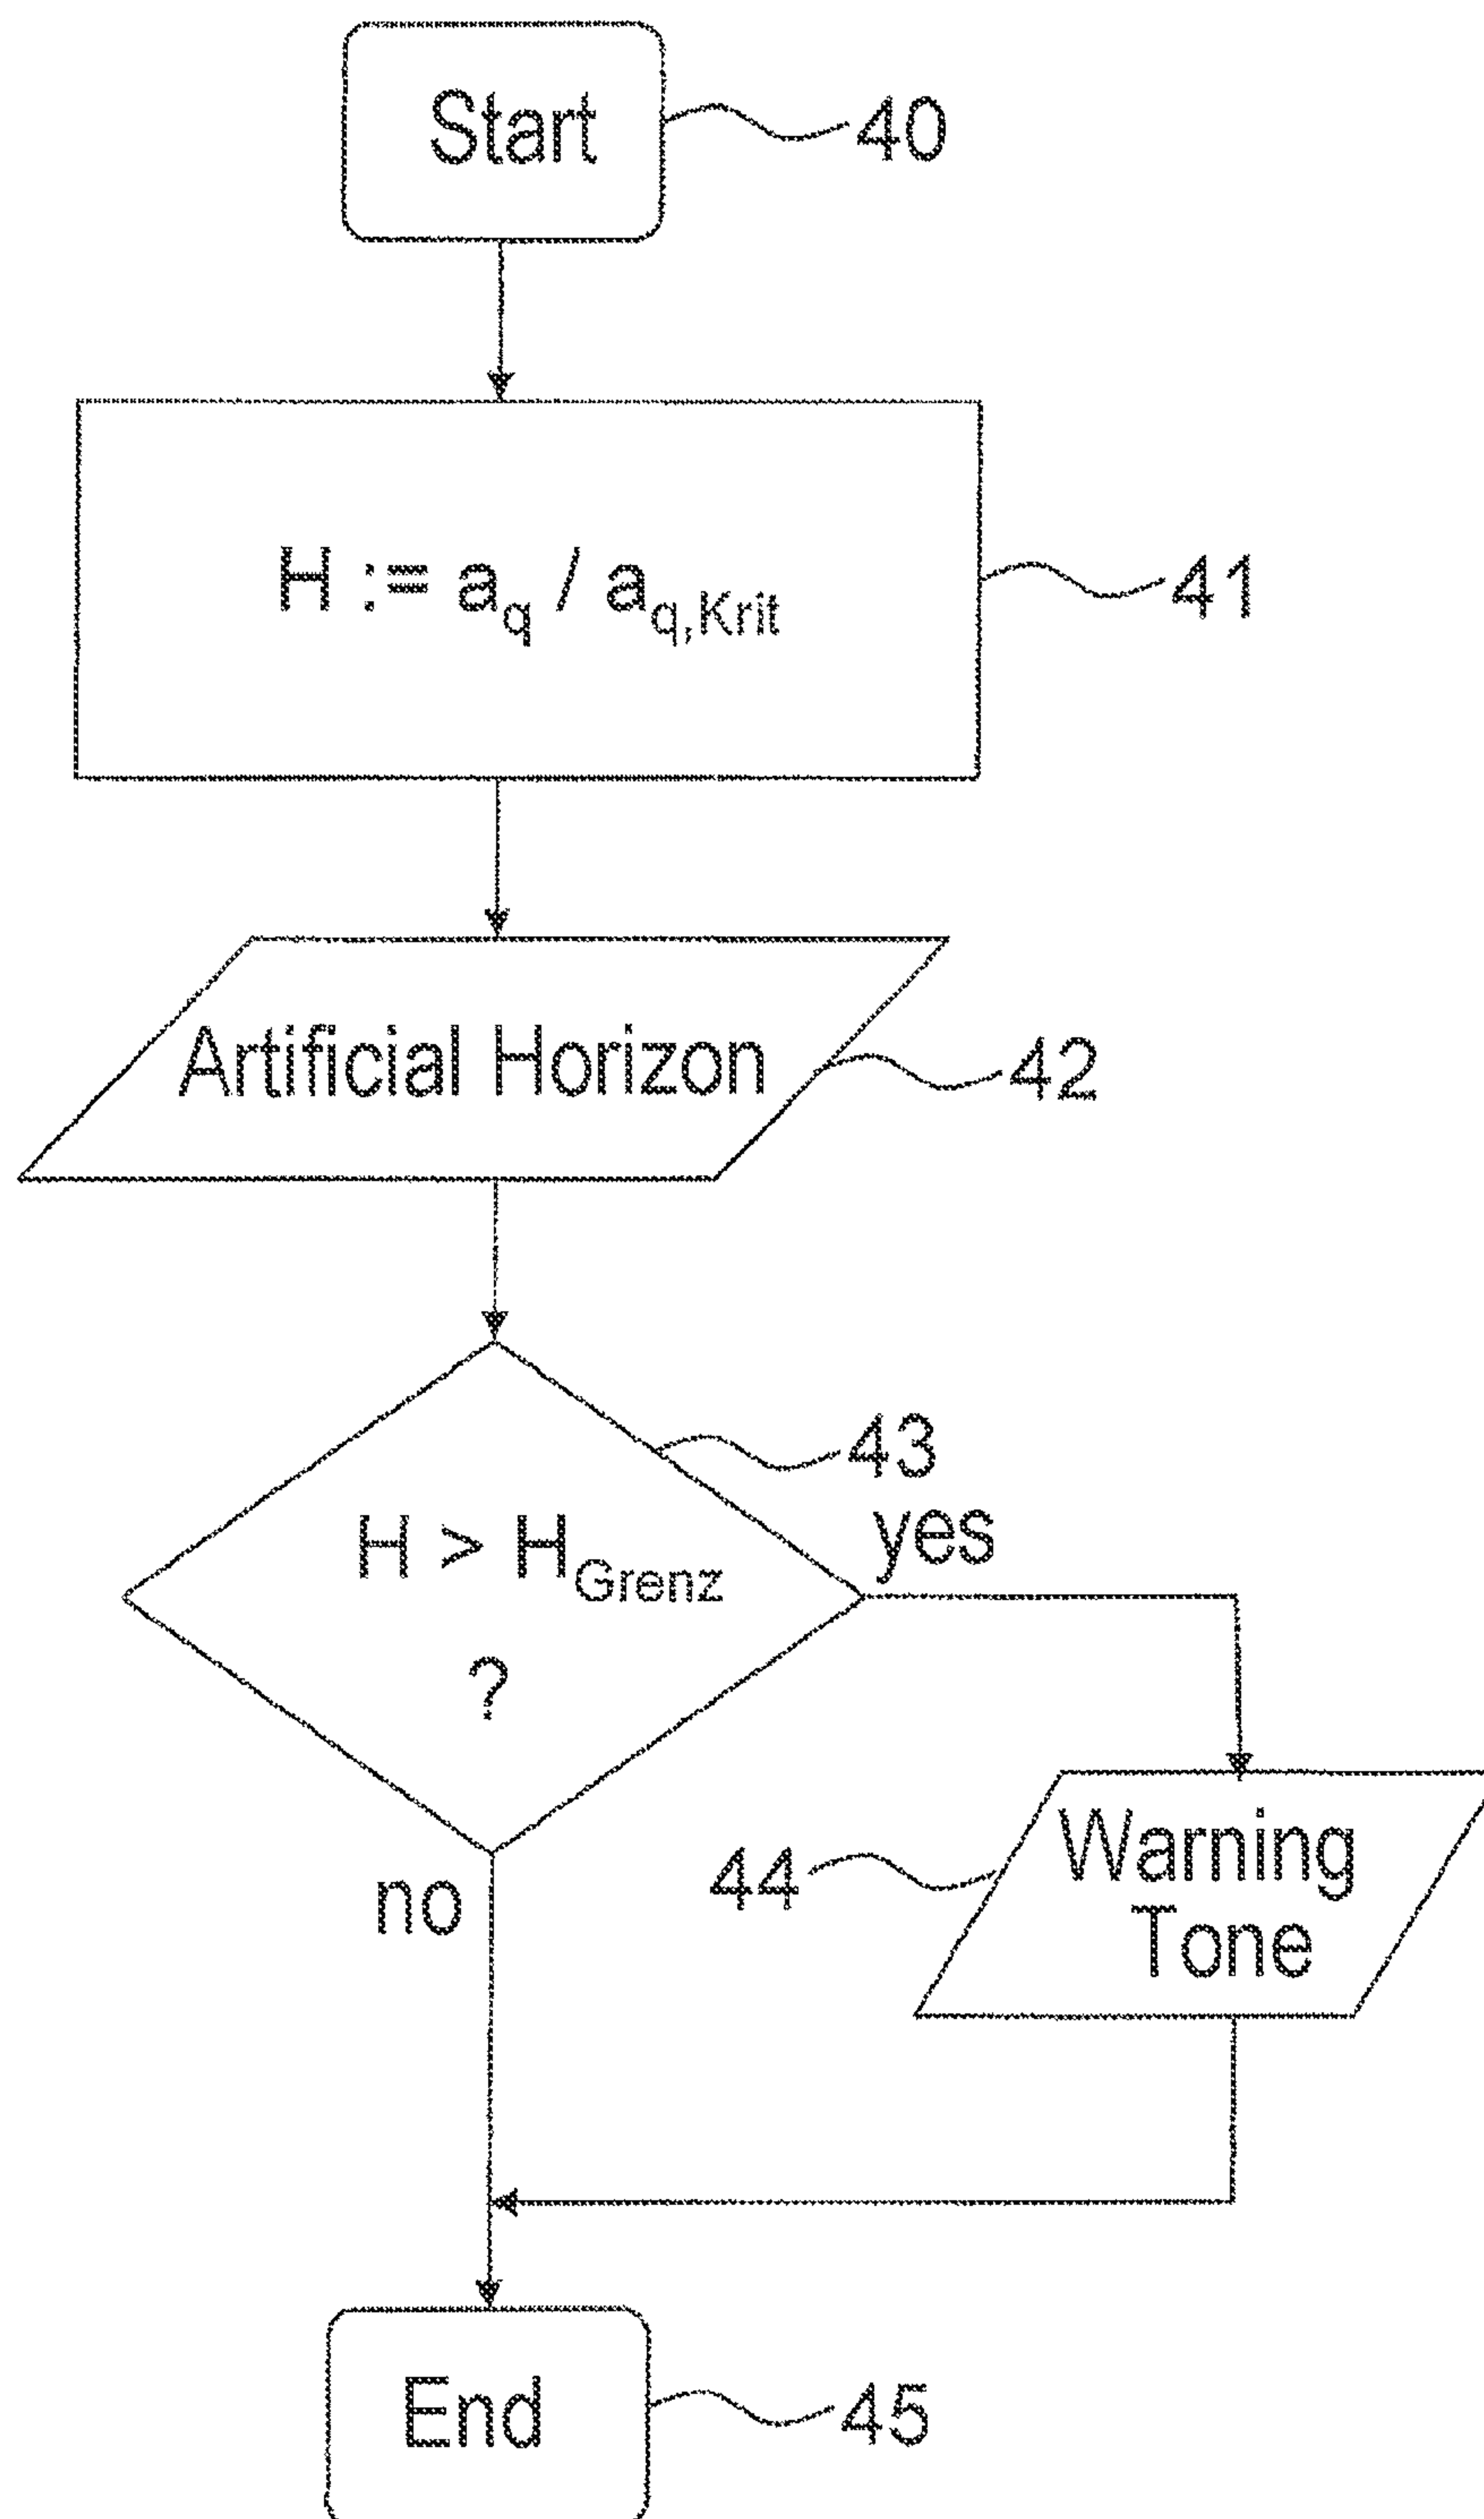 Start
40
H := a_q / a_q,Krit
41
Artificial Horizon
42
43
yes
H > H_Grenz
?
44
Warning
Tone
no
End
45